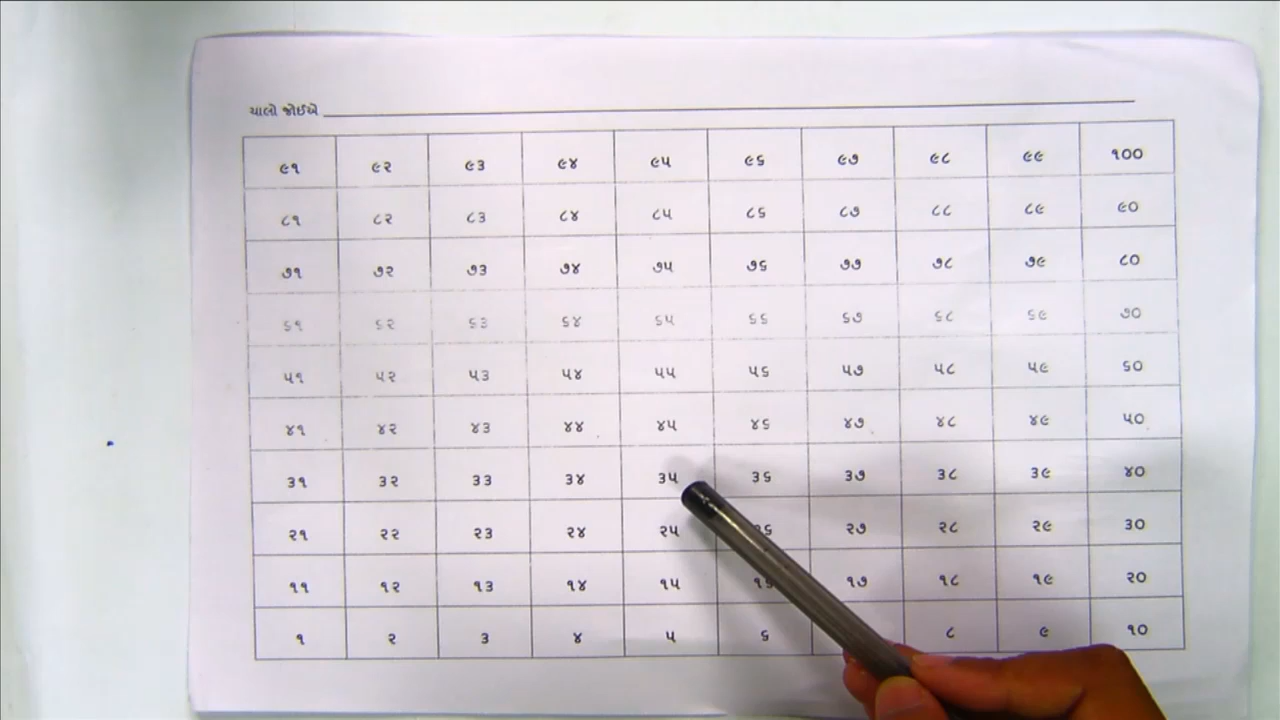 ચાલો જોઈએ
૯૧ ૯૨ ૯૩ ૯૪ ૯૫ ૯૬ ૯૭ ૯૮ ૯૯ ૧૦૦
૮૧ ૮૨ ૮૩ ૮૪ ૮૫ ૮૬ ૮૭ ૮૮ ૮૯ ૯૦
૭૧ ૭૨ ૭૩ ૭૪ ૭૫ ૭૬ ૭૭ ૭૮ ૭૯ ૮૦
૬૧ ૬૨ ૬૩ ૬૪ ૬૫ ૬૬ ૬૭ ૬૮ ૬૯ ૭૦
૫૧ ૫૨ ૫૩ ૫૪ ૫૫ ૫૬ ૫૭ ૫૮ ૫૯ ૬૦
૪૧ ૪૨ ૪૩ ૪૪ ૪૫ ૪૬ ૪૭ ૪૮ ૪૯ ૫૦
૩૧ ૩૨ ૩૩ ૩૪ ૩૫ ૩૬ ૩૭ ૩૮ ૩૯ ૪૦
૨૧ ૨૨ ૨૩ ૨૪ ૨૫ ૨૬ ૨૭ ૨૮ ૨૯ ૩૦
૧૧ ૧૨ ૧૩ ૧૪ ૧૫ ૧૬ ૧૭ ૧૮ ૧૯ ૨૦
૧ ૨ ૩ ૪ ૫ ૬ ૮ ૯ ૧૦